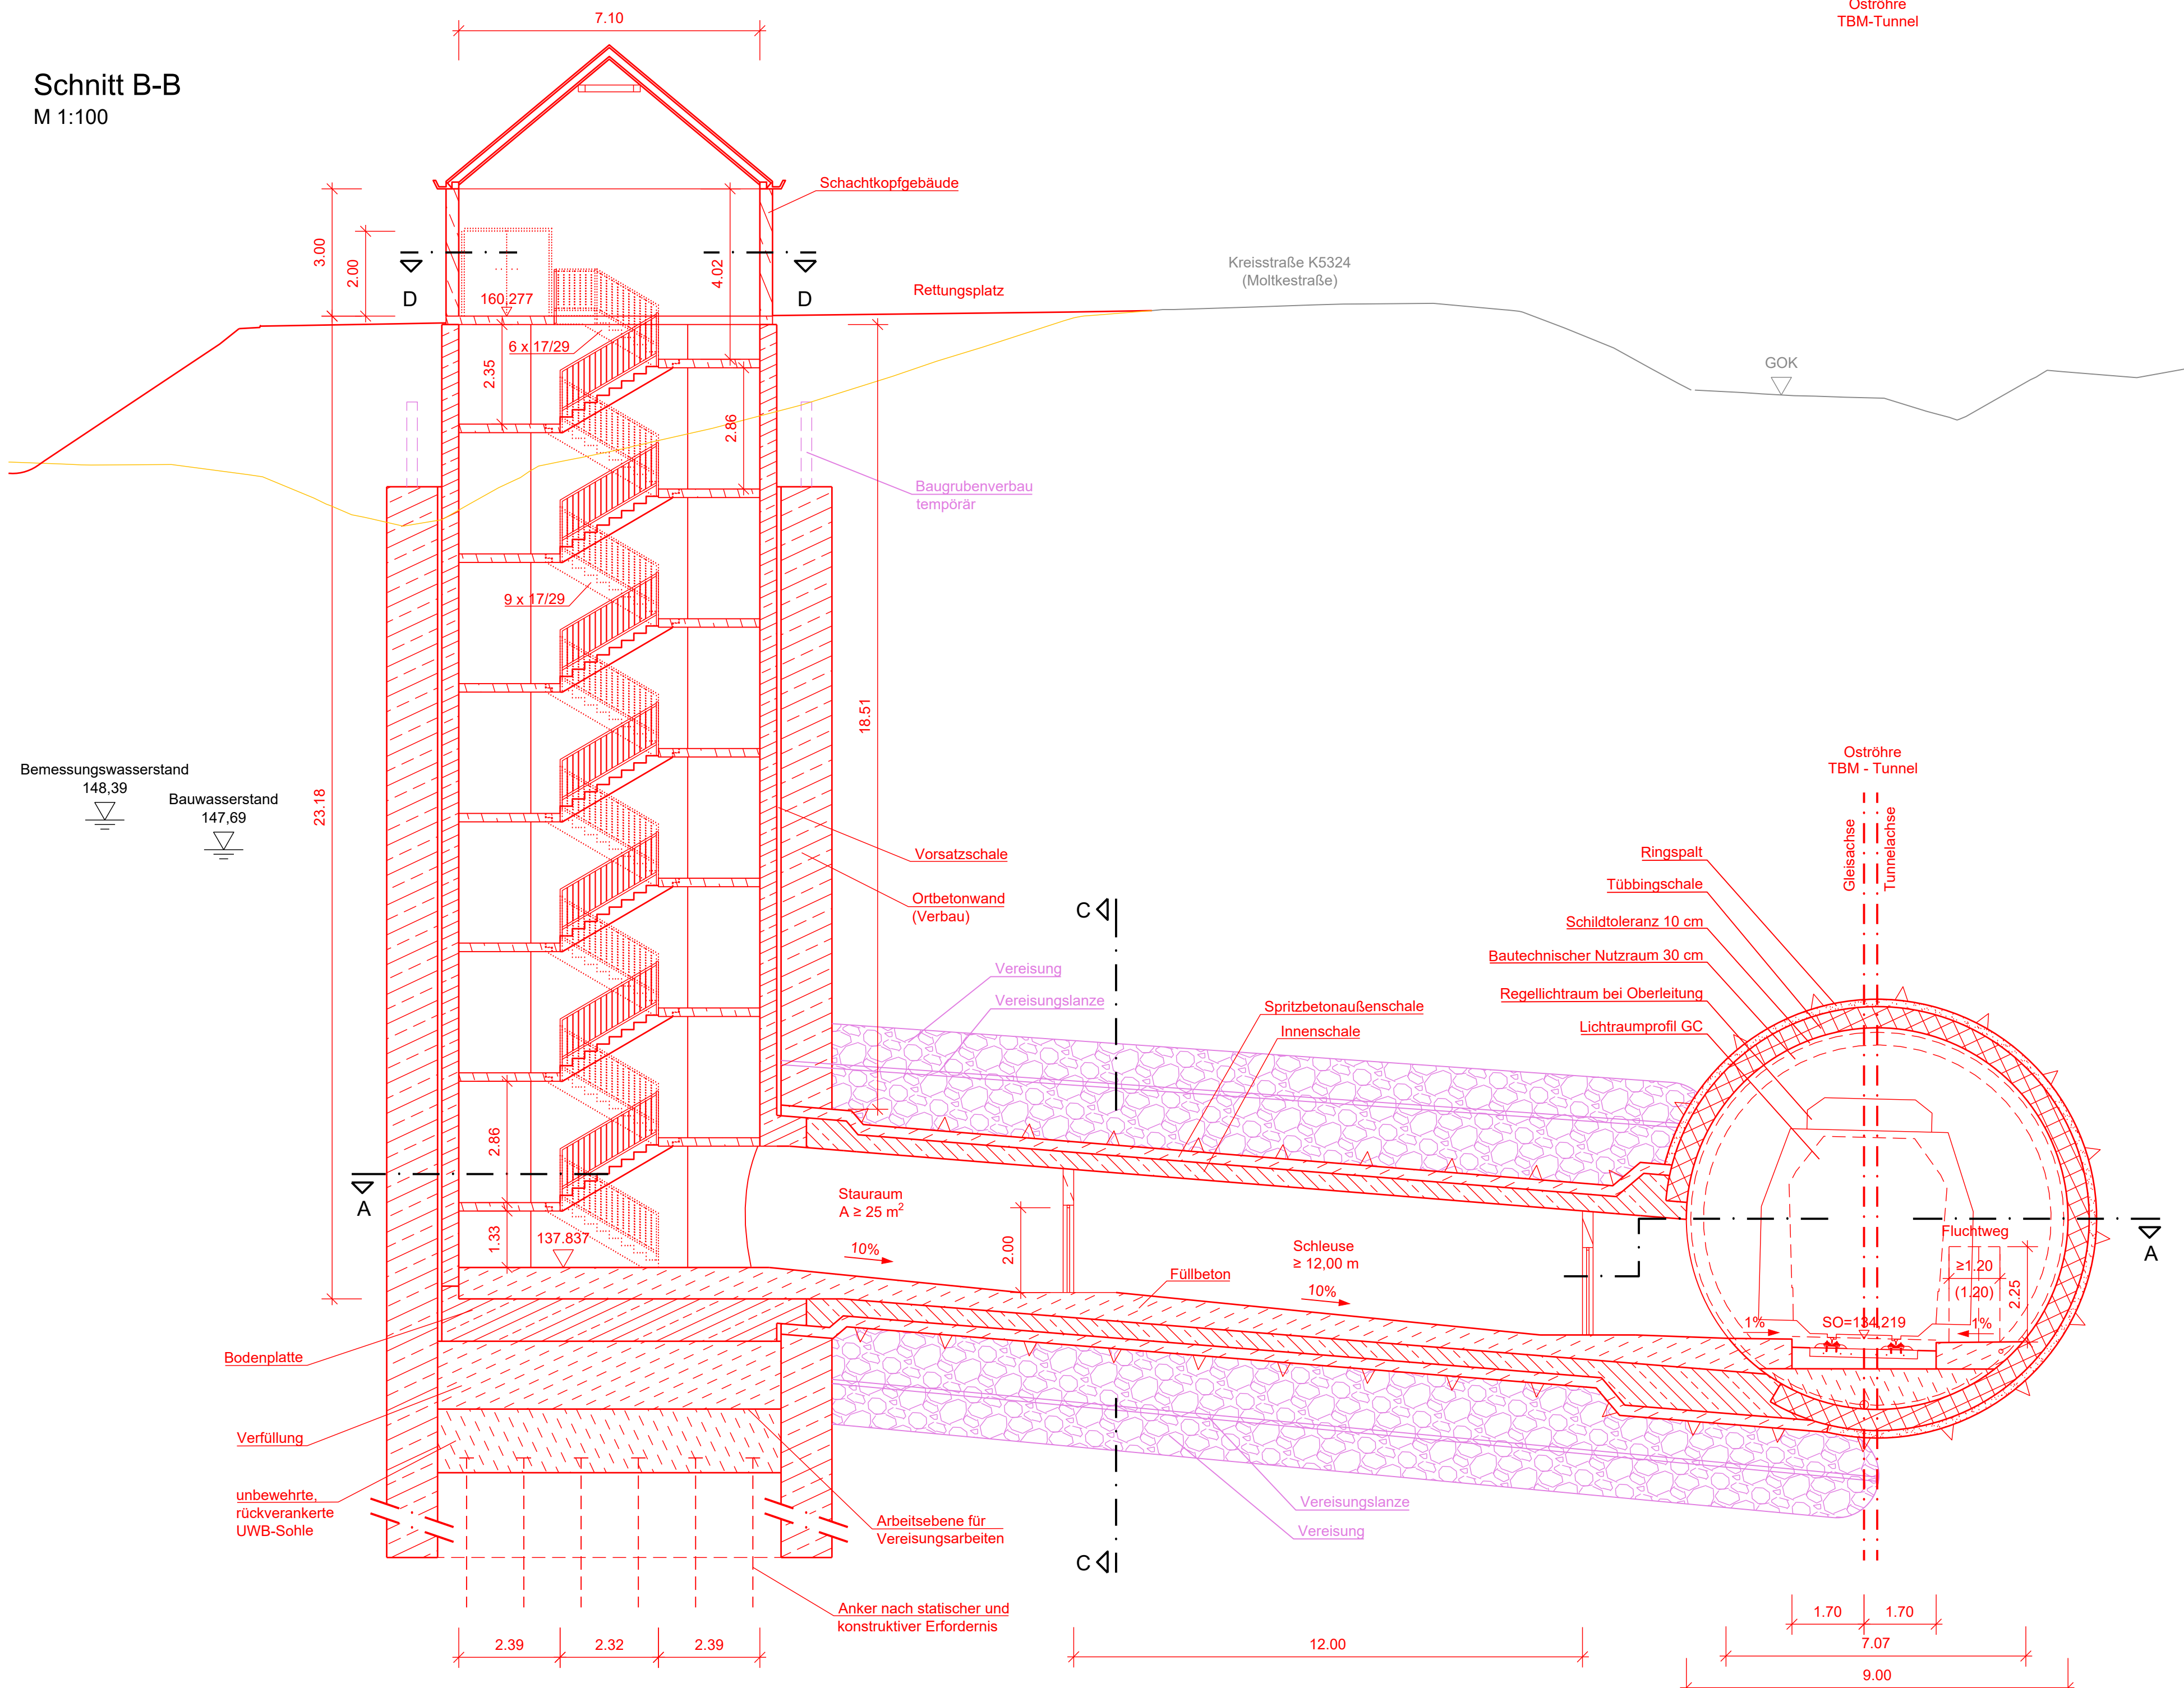 Oströhre
TBM-Tunnel
7.10
Schnitt B-B
M 1:100
Schachtkopfgebäude
3.00
2.00
4.02
D
D
160.277
Rettungsplatz
Kreisstraße K5324
(Moltkestraße)
6 x 17/29
2.35
GOK
2.86
Baugrubenverbau
tempörär
9 x 17/29
18.51
23.18
Bemessungswasserstand
148,39
Bauwasserstand
147,69
Oströhre
TBM - Tunnel
Gleisachse
Tunnelachse
Vorsatzschale
Ortbetonwand
(Verbau)
C
Ringspalt
Tübbingschale
Schildtoleranz 10 cm
Bautechnischer Nutzraum 30 cm
Regellichtraum bei Oberleitung
Lichtraumprofil GC
Vereisung
Vereisungslanze
Spritzbetonaußenschale
Innenschale
2.86
A
Stauraum
A ≥ 25 m²
1.33
137.837
10%
2.00
Schleuse
≥ 12,00 m
10%
Füllbeton
Fluchtweg
≥1.20
(1.20)
2.25
A
1%
SO=134,219
1%
Bodenplatte
Verfüllung
unbewehrte,
rückverankerte
UWB-Sohle
Arbeitsebene für
Vereisungsarbeiten
Vereisungslanze
Vereisung
C
Anker nach statischer und
konstruktiver Erfordernis
2.39
2.32
2.39
12.00
1.70
1.70
7.07
9.00